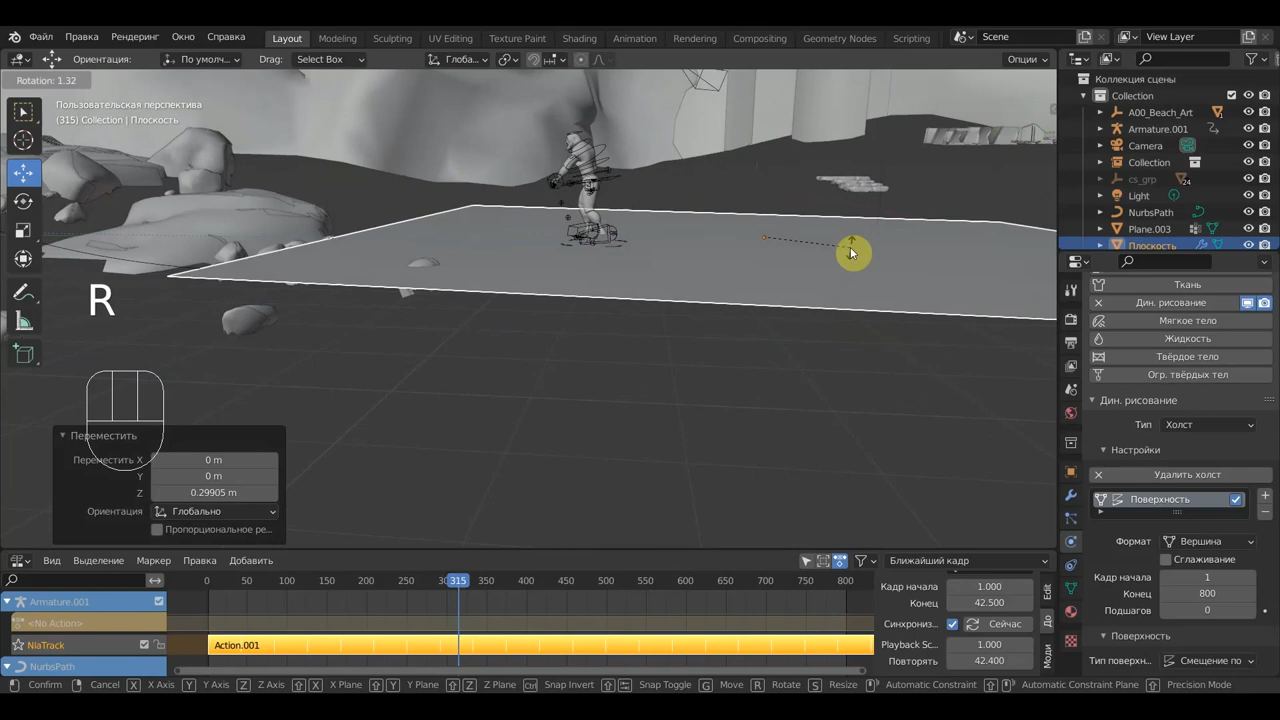 Файл Правка Рендеринг Окно Справка Layout Modeling Sculpting UV Editing Texture Paint Shading Animation Rendering Compositing Geometry Nodes Scripting Scene View Layer
Ориентация: По умолч... Drag: Select Box Глоба... Опции
Rotation: 1.32
Пользовательская перспектива
(315) Collection | Плоскость
Коллекция сцены
Collection
A00_Beach_Art 1
Armature.001
Camera
Collection
cs_grp 24
Light
NurbsPath
Plane.003
Плоскость
R
Ткань
Дин. рисование
Мягкое тело
Жидкость
Твёрдое тело
Огр. твёрдых тел
Дин. рисование
Тип Холст
Настройки
Удалить холст
Поверхность
Формат Вершина
Сглаживание
Кадр начала 1
Конец 800
Подшагов 0
Поверхность
Тип поверхн... Смещение по
Переместить
Переместить X 0 m
Y 0 m
Z 0.29905 m
Ориентация Глобально
Пропорциональное ре...
Вид Выделение Маркер Правка Добавить Ближайший кадр
0 50 100 150 200 250 30 315 350 400 450 500 550 600 650 700 750 800
Armature.001
<No Action>
NlaTrack Action.001
NurbsPath
Кадр начала 1.000
Конец 42.500
Синхрониз... Сейчас
Playback Sc... 1.000
Повторять 42.400
Edit
До
Моди
Confirm Cancel X X Axis Y Y Axis Z Z Axis X X Plane Y Y Plane Z Z Plane Ctrl Snap Invert Snap Toggle G Move R Rotate S Resize Automatic Constraint Automatic Constraint Plane Precision Mode